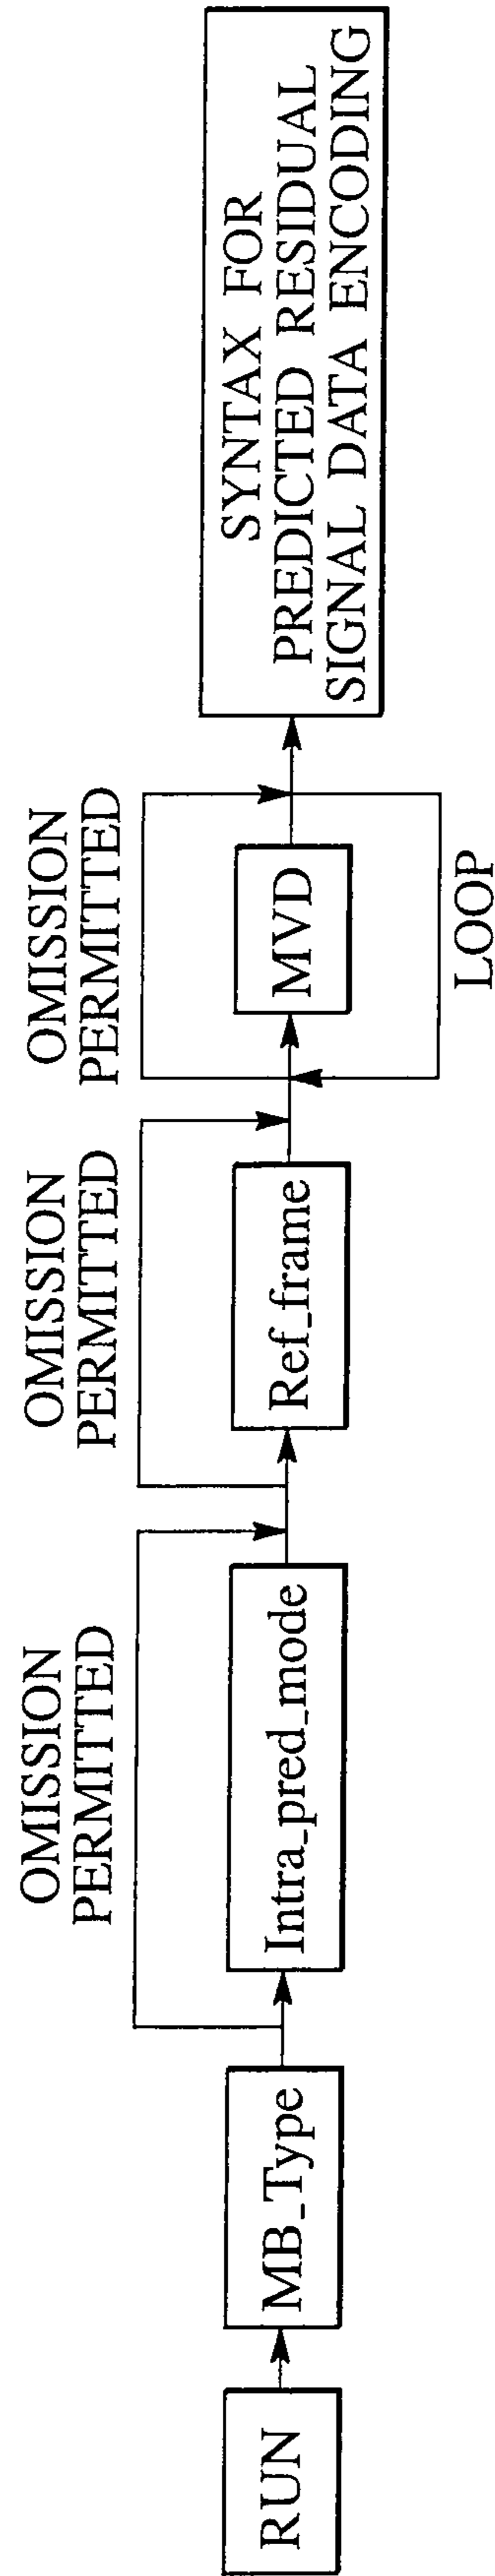 RUN
MB_Type
Intra_pred_mode
OMISSION
PERMITTED
Ref_frame
OMISSION
PERMITTED
MVD
OMISSION
PERMITTED
LOOP
SYNTAX FOR
PREDICTED RESIDUAL
SIGNAL DATA ENCODING